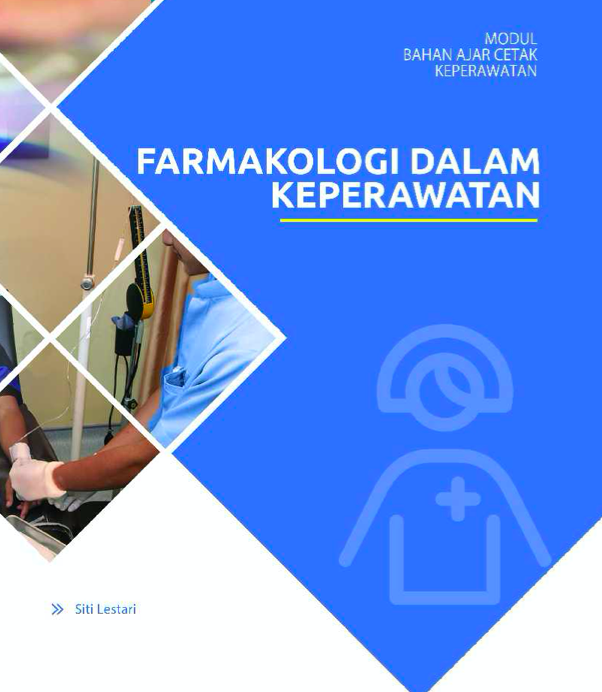 MODUL
BAHAN AJAR CETAK
KEPERAWATAN
FARMAKOLOGI DALAM
KEPERAWATAN
Siti Lestari